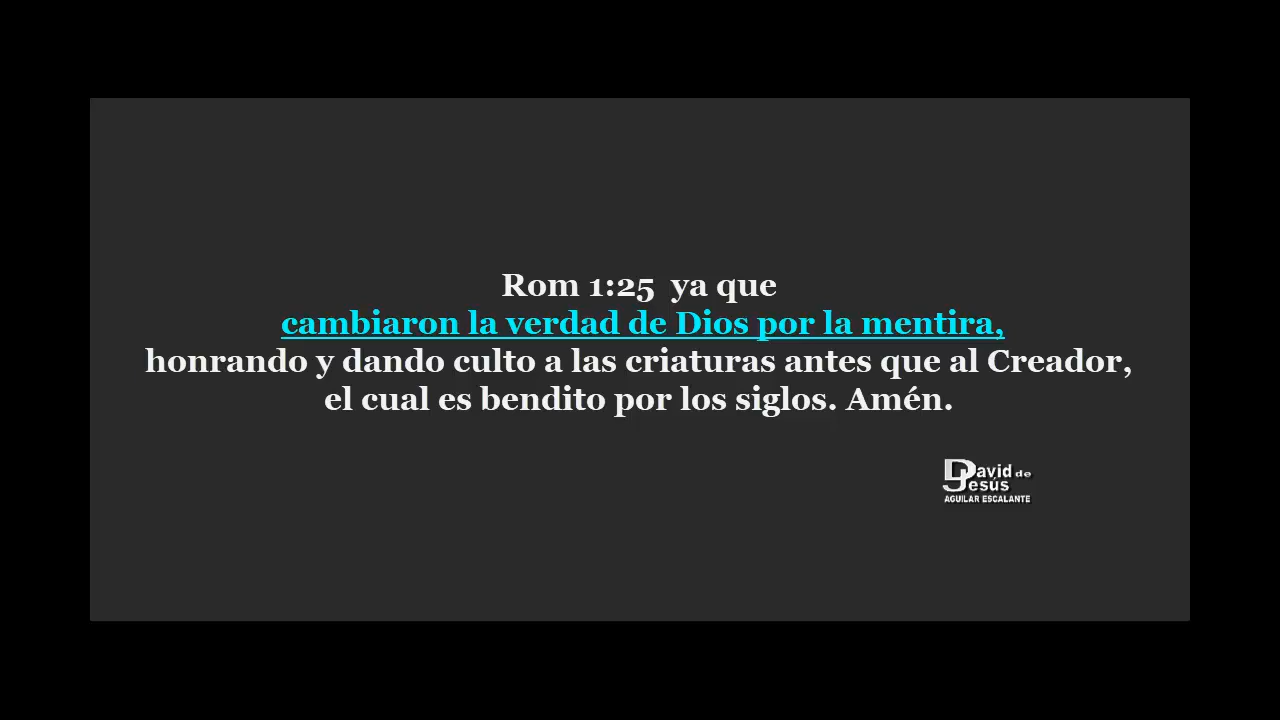 Rom 1:25  ya que
cambiaron la verdad de Dios por la mentira,
honrando y dando culto a las criaturas antes que al Creador,
el cual es bendito por los siglos. Amén.
David de
Jesús
AGUILAR ESCALANTE